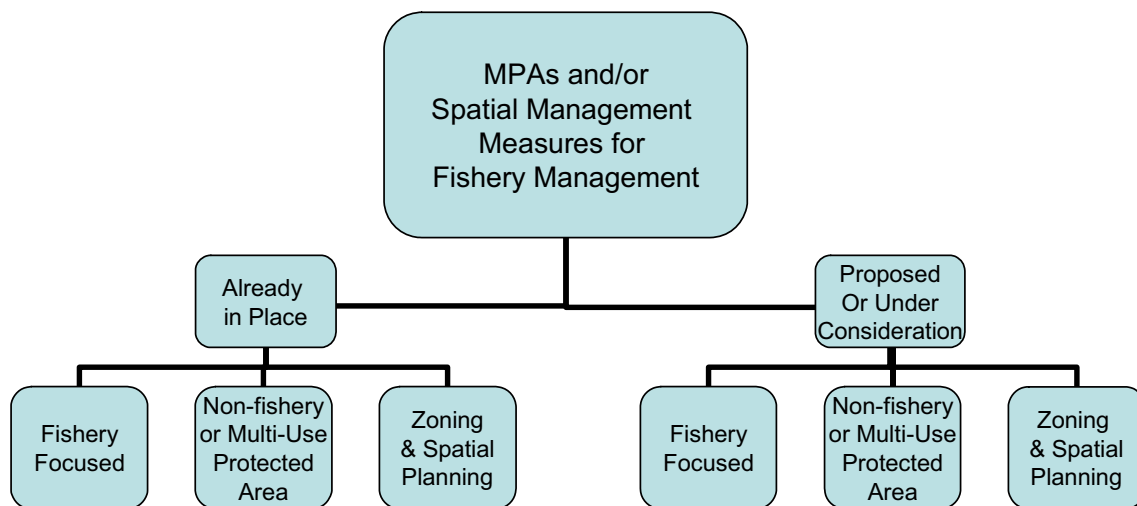 MPAs and/or
Spatial Management
Measures for
Fishery Management
Already
in Place
Proposed
Or Under
Consideration
Fishery
Focused
Non-fishery
or Multi-Use
Protected
Area
Zoning
& Spatial
Planning
Fishery
Focused
Non-fishery
or Multi-Use
Protected
Area
Zoning
& Spatial
Planning